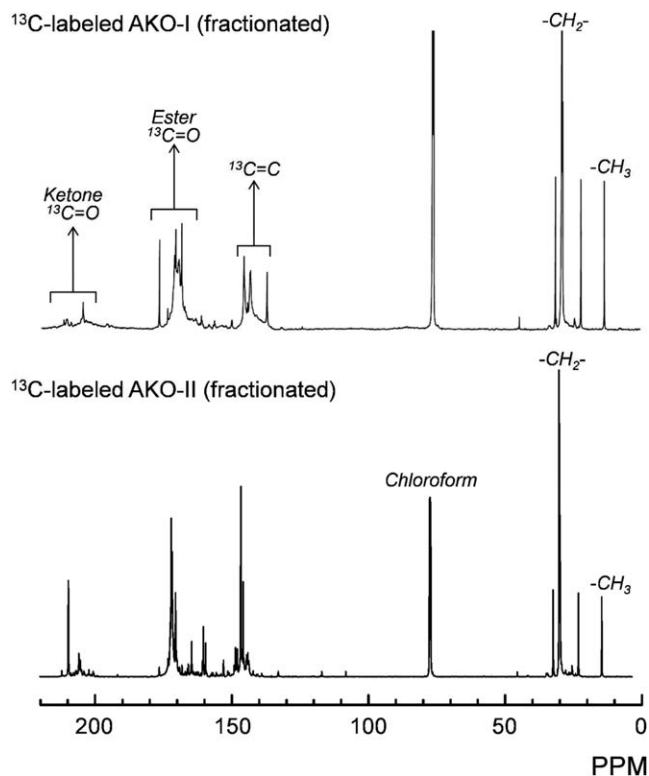 ¹³C-labeled AKO-I (fractionated)
-CH₂-
Ester
¹³C=O
¹³C=C
-CH₃
Ketone
¹³C=O
¹³C-labeled AKO-II (fractionated)
-CH₂-
Chloroform
-CH₃
200 150 100 50 0
PPM